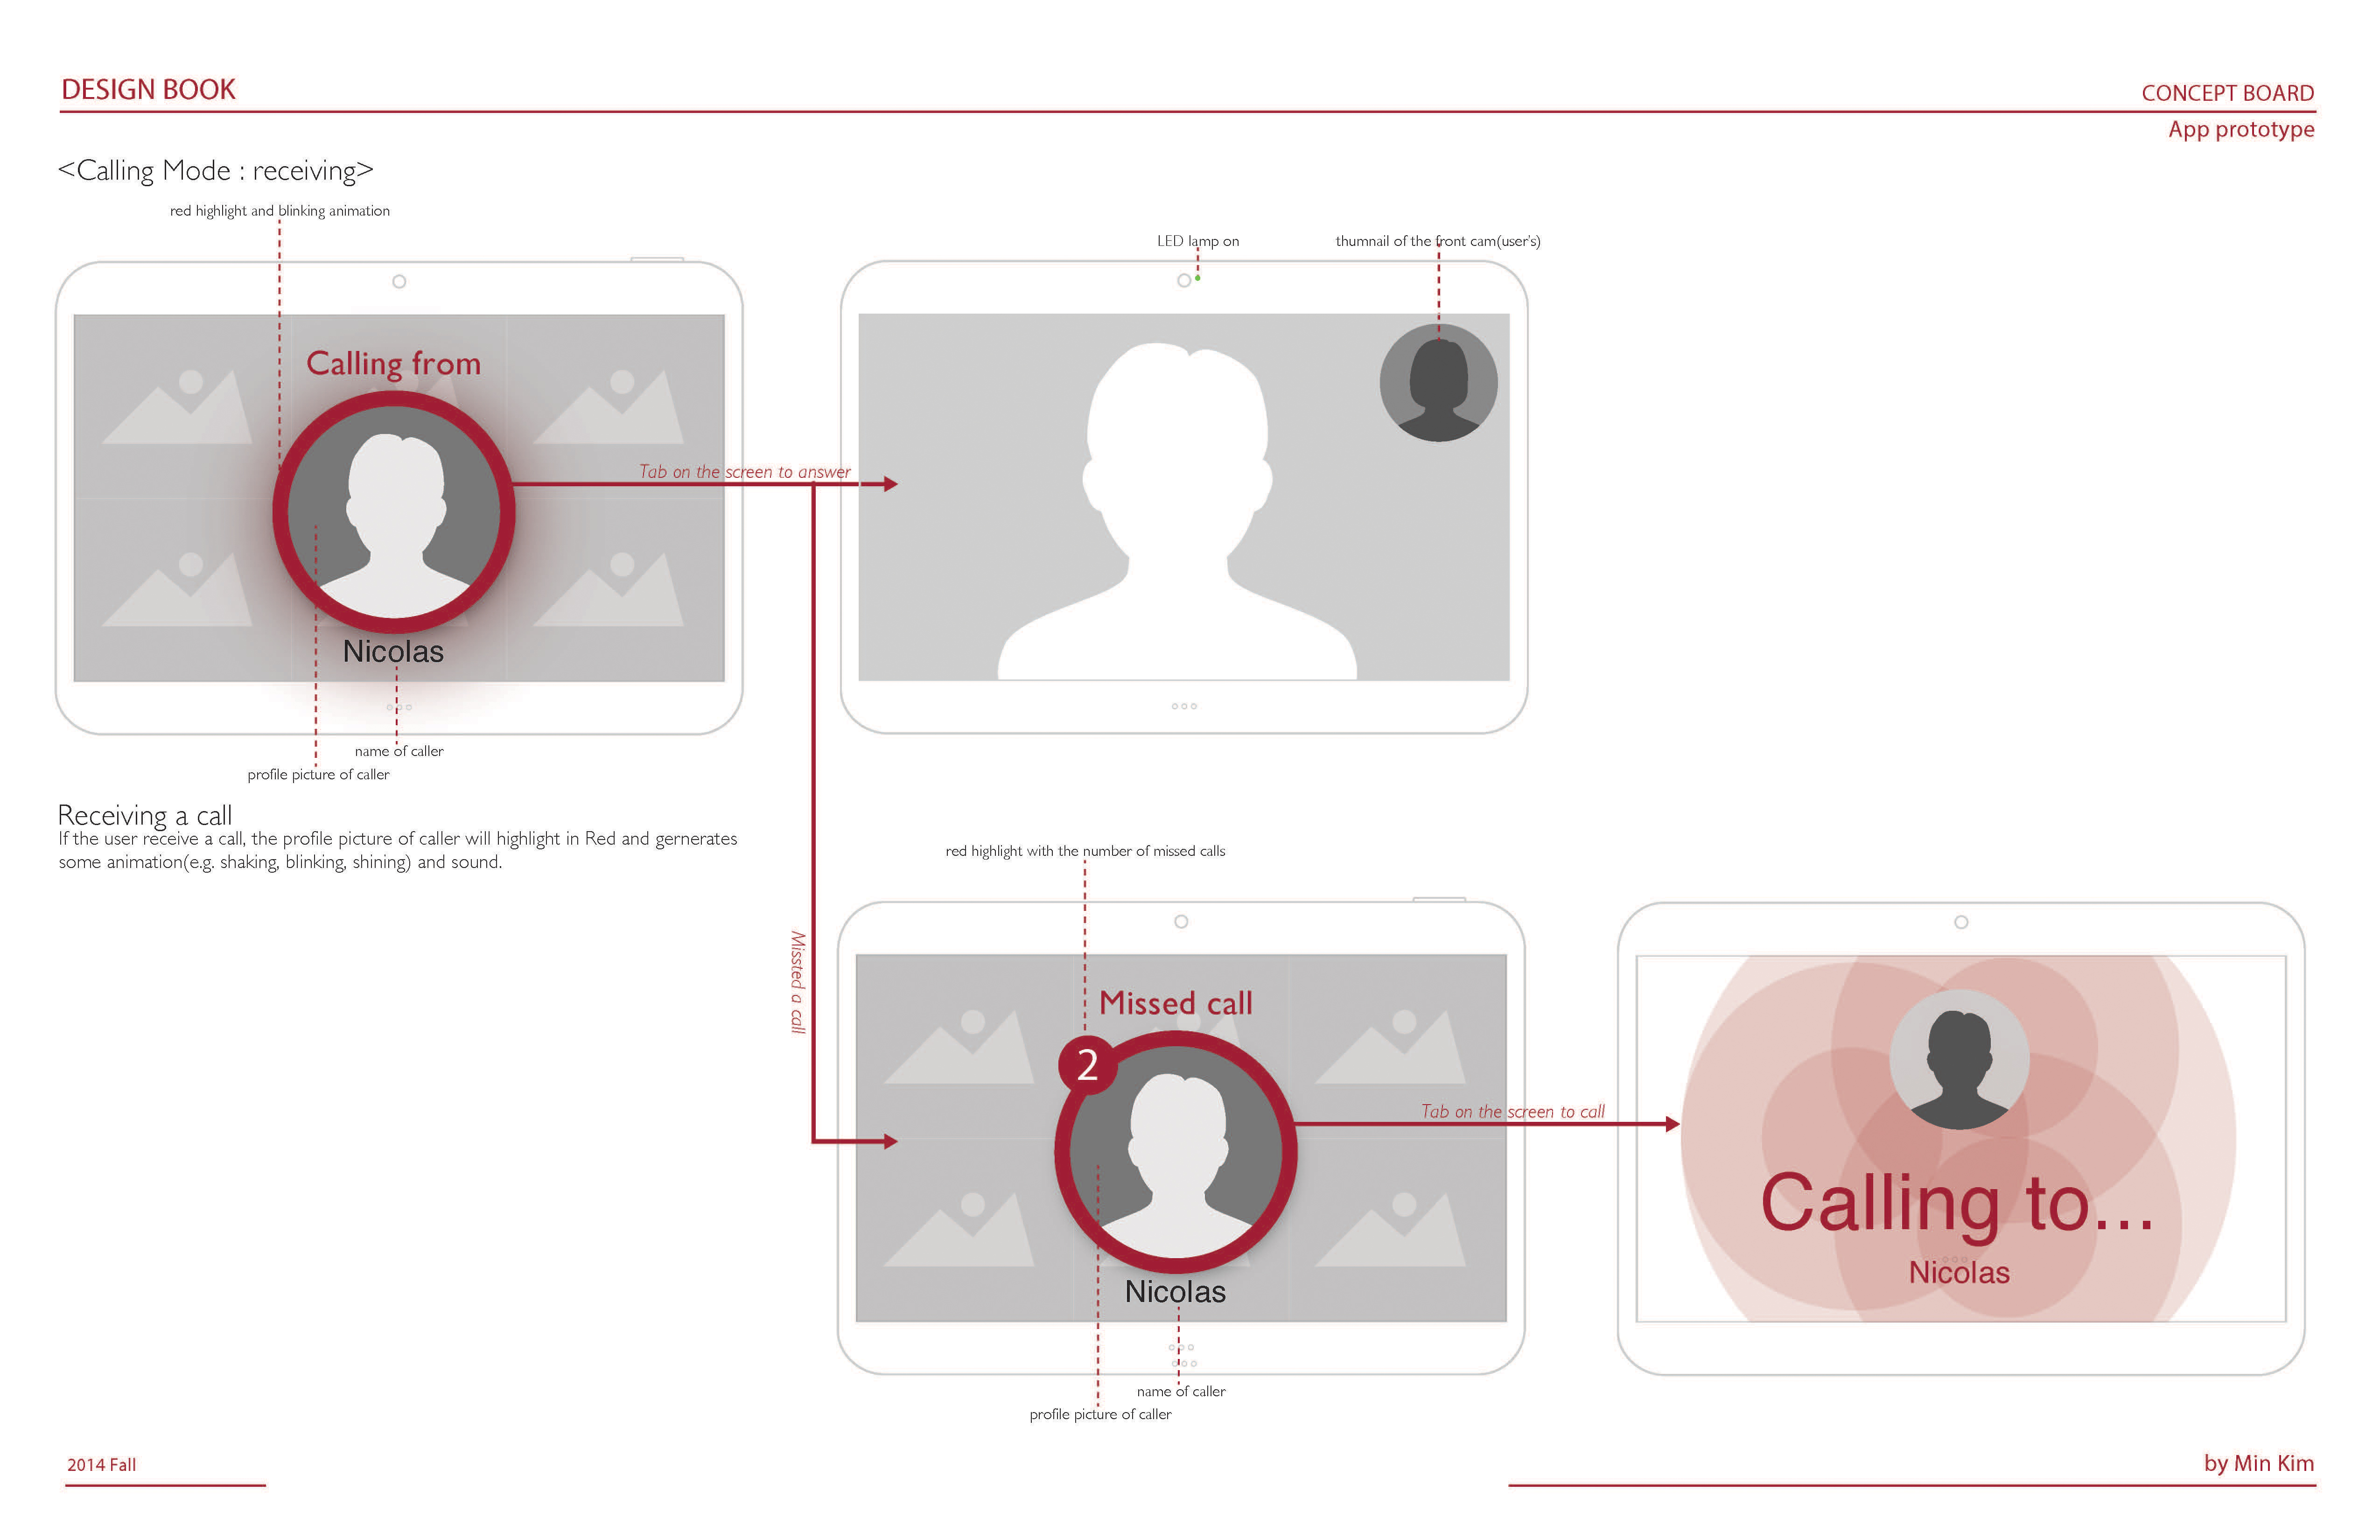 DESIGN BOOK
CONCEPT BOARD
App prototype
<Calling Mode : receiving>
red highlight and blinking animation
LED lamp on
thumnail of the front cam(user's)
Calling from
Tab on the screen to answer
Nicolas
name of caller
profile picture of caller
Receiving a call
If the user receive a call, the profile picture of caller will highlight in Red and gernerates
some animation(e.g. shaking, blinking, shining) and sound.
red highlight with the number of missed calls
Missted a call
Missed call
2
Tab on the screen to call
Nicolas
name of caller
profile picture of caller
Calling to...
Nicolas
2014 Fall
by Min Kim